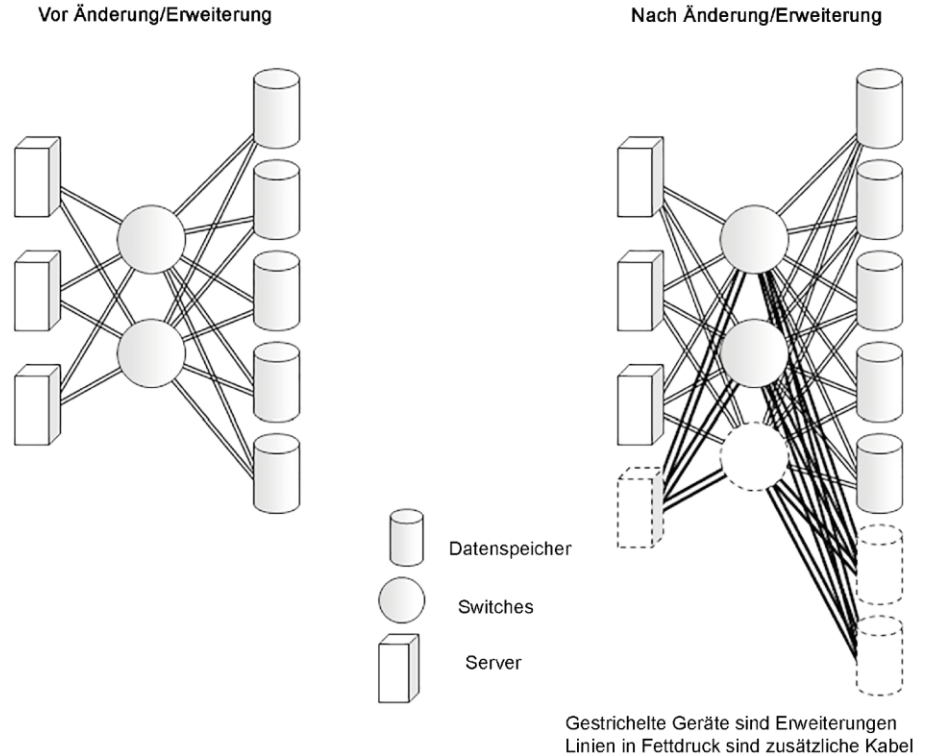 Vor Änderung/Erweiterung
Nach Änderung/Erweiterung
Datenspeicher
Switches
Server
Gestrichelte Geräte sind Erweiterungen
Linien in Fettdruck sind zusätzliche Kabel